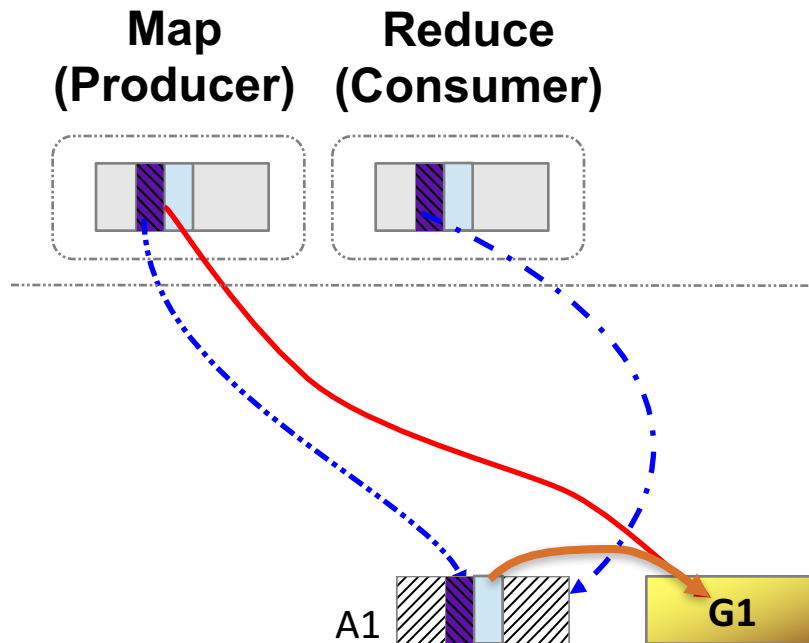 Map
(Producer)
Reduce
(Consumer)
A1
G1